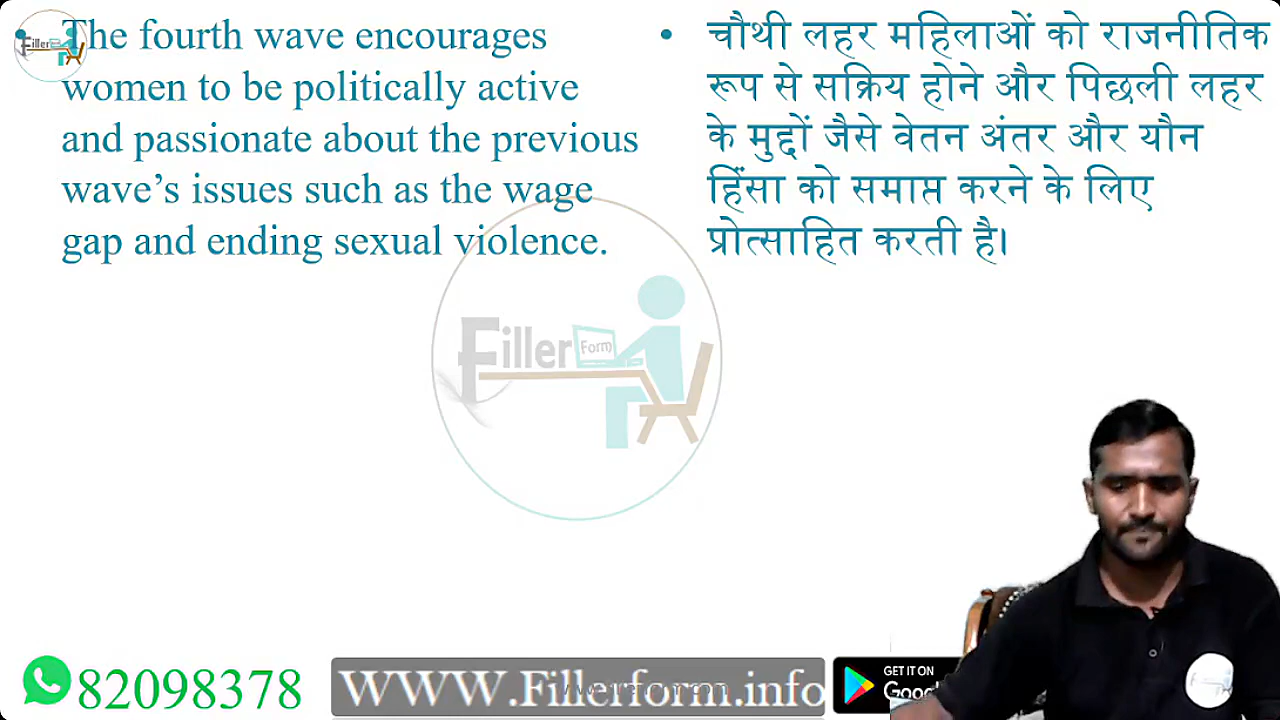 The fourth wave encourages
women to be politically active
and passionate about the previous
wave’s issues such as the wage
gap and ending sexual violence.
चौथी लहर महिलाओं को राजनीतिक
रूप से सक्रिय होने और पिछली लहर
के मुद्दों जैसे वेतन अंतर और यौन
हिंसा को समाप्त करने के लिए
प्रोत्साहित करती है।
Filler Form
82098378
WWW.Fillerform.info
GET IT ON